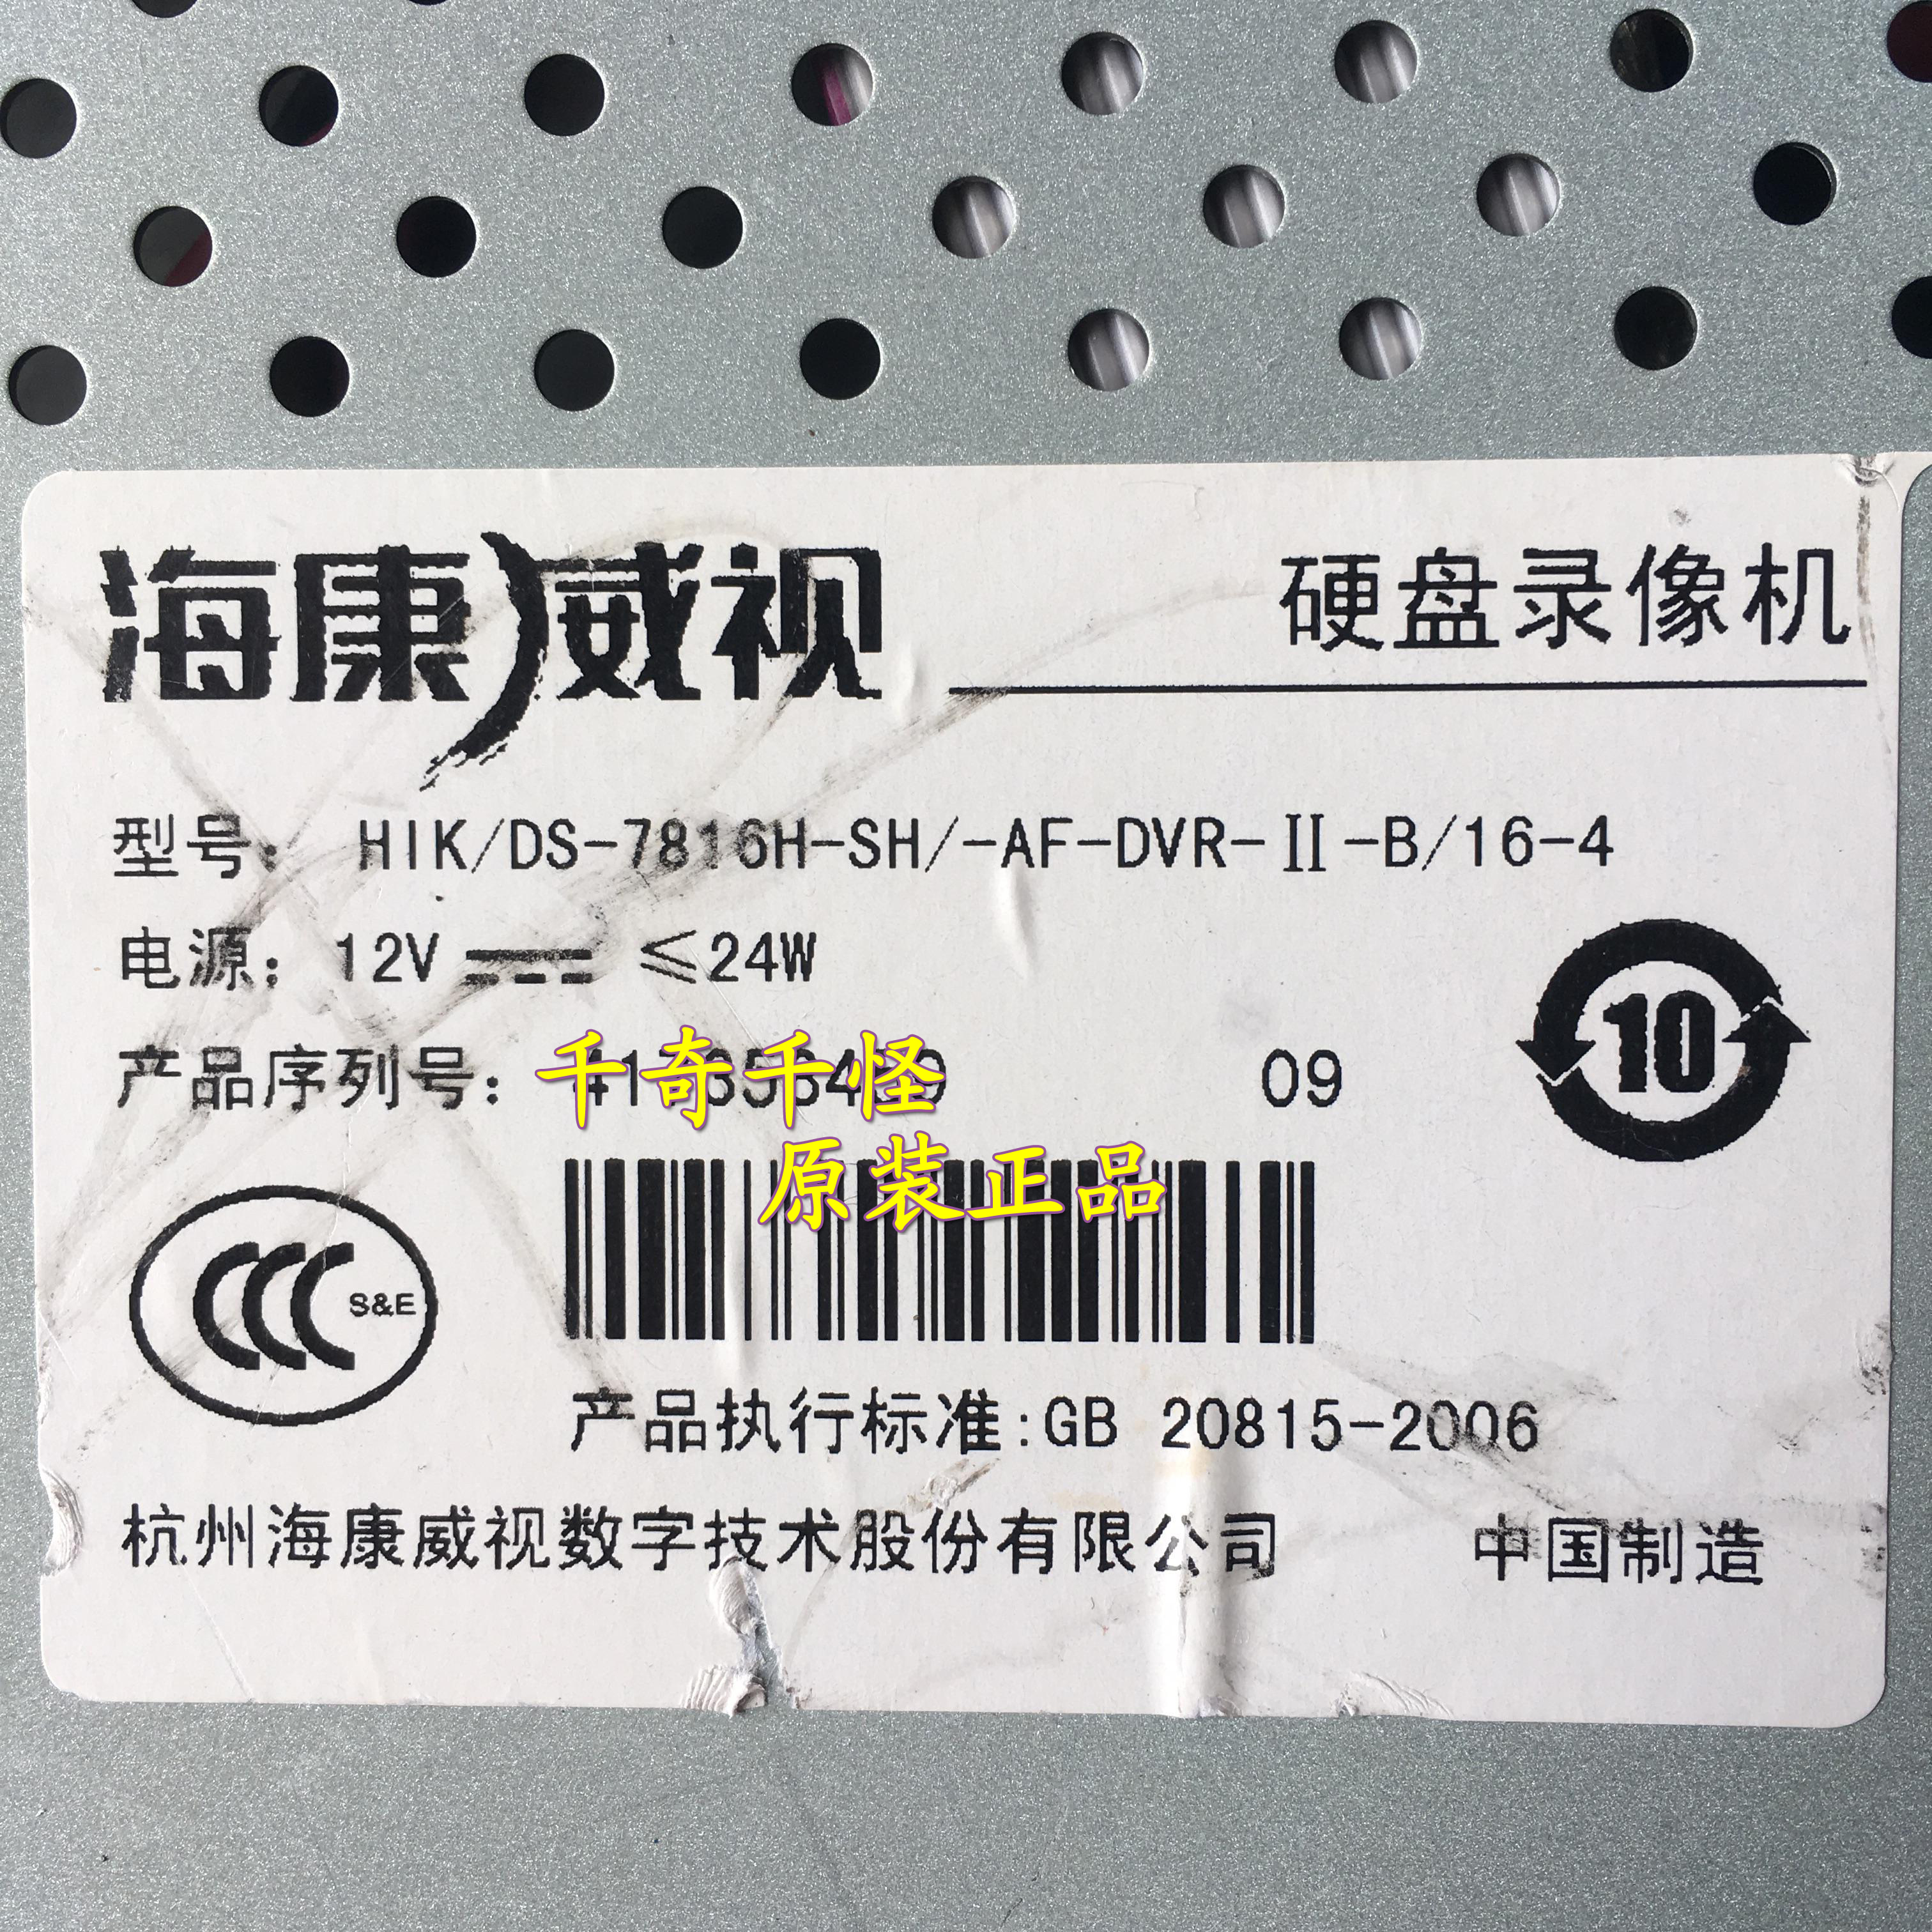 海康威视
硬盘录像机
型号: HIK/DS-7816H-SH/-AF-DVR-Ⅱ-B/16-4
电源: 12V ≤24W
产品序列号: 09
千奇千怪
原装正品
10
CCC S&E
产品执行标准:GB 20815-2006
杭州海康威视数字技术股份有限公司 中国制造